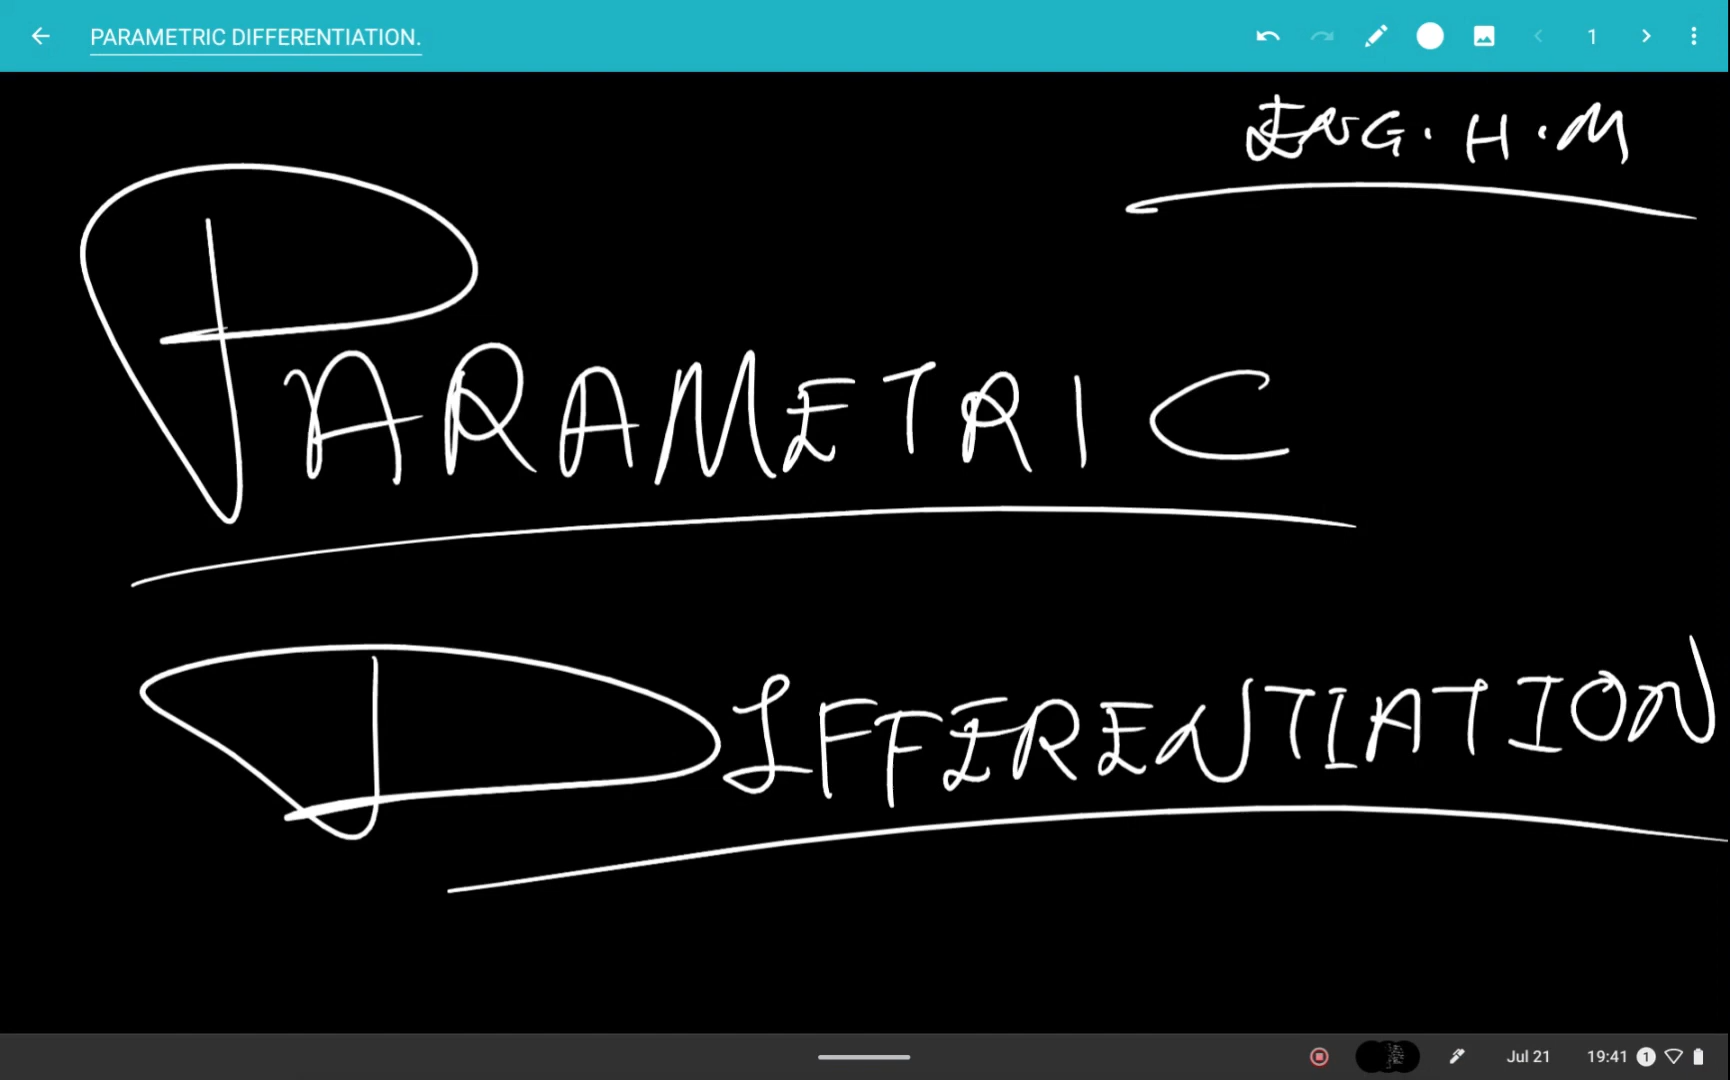 PARAMETRIC DIFFERENTIATION.
1
ENG. H. M
PARAMETRIC
DIFFERENTIATION
Jul 21 19:41 1